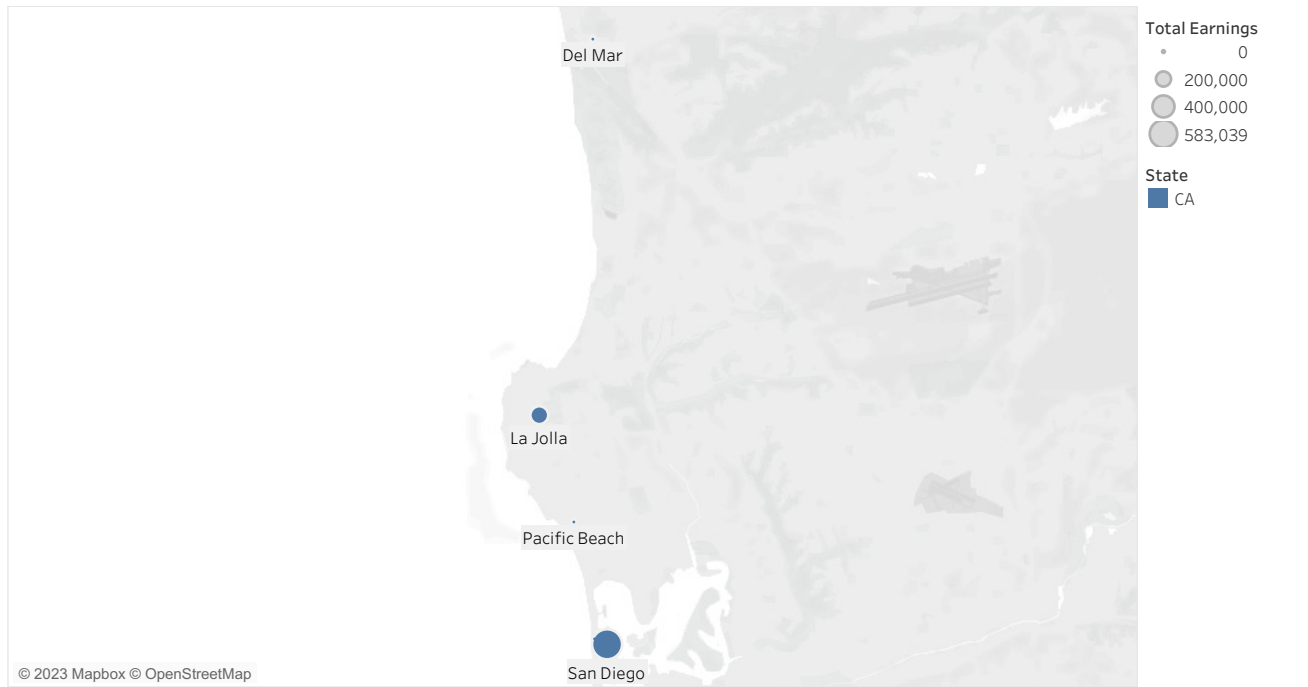 Del Mar
La Jolla
Pacific Beach
San Diego
© 2023 Mapbox © OpenStreetMap
Total Earnings
0
200,000
400,000
583,039
State
CA